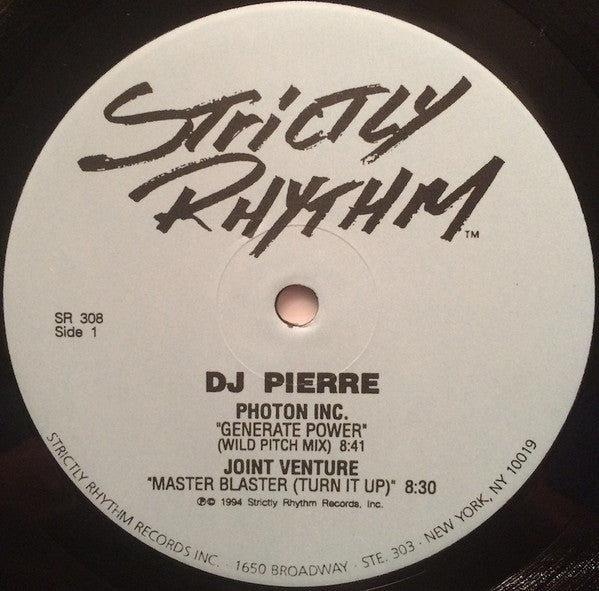 STRICTLY
RHYTHM™
SR 308
Side 1
DJ PIERRE
PHOTON INC.
"GENERATE POWER"
(WILD PITCH MIX) 8:41
JOINT VENTURE
"MASTER BLASTER (TURN IT UP)" 8:30
℗© 1994 Strictly Rhythm Records, Inc.
STRICTLY RHYTHM RECORDS INC. · 1650 BROADWAY · STE. 303 · NEW YORK, NY 10019